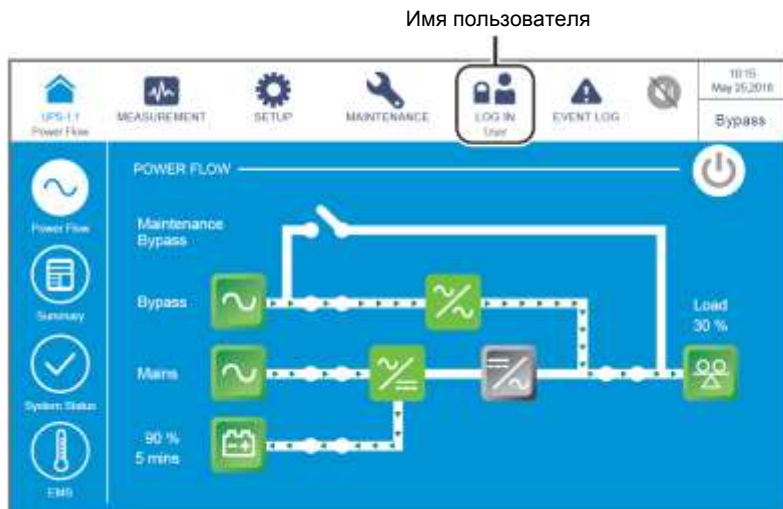 Имя пользователя
UPS-1.1
Power Flow
MEASUREMENT
SETUP
MAINTENANCE
LOG IN
User
EVENT LOG
10:15
May 25,2018
Bypass
Power Flow
Summary
System Status
EMS
POWER FLOW
Maintenance
Bypass
Bypass
Mains
90 %
5 mins
Load
30 %